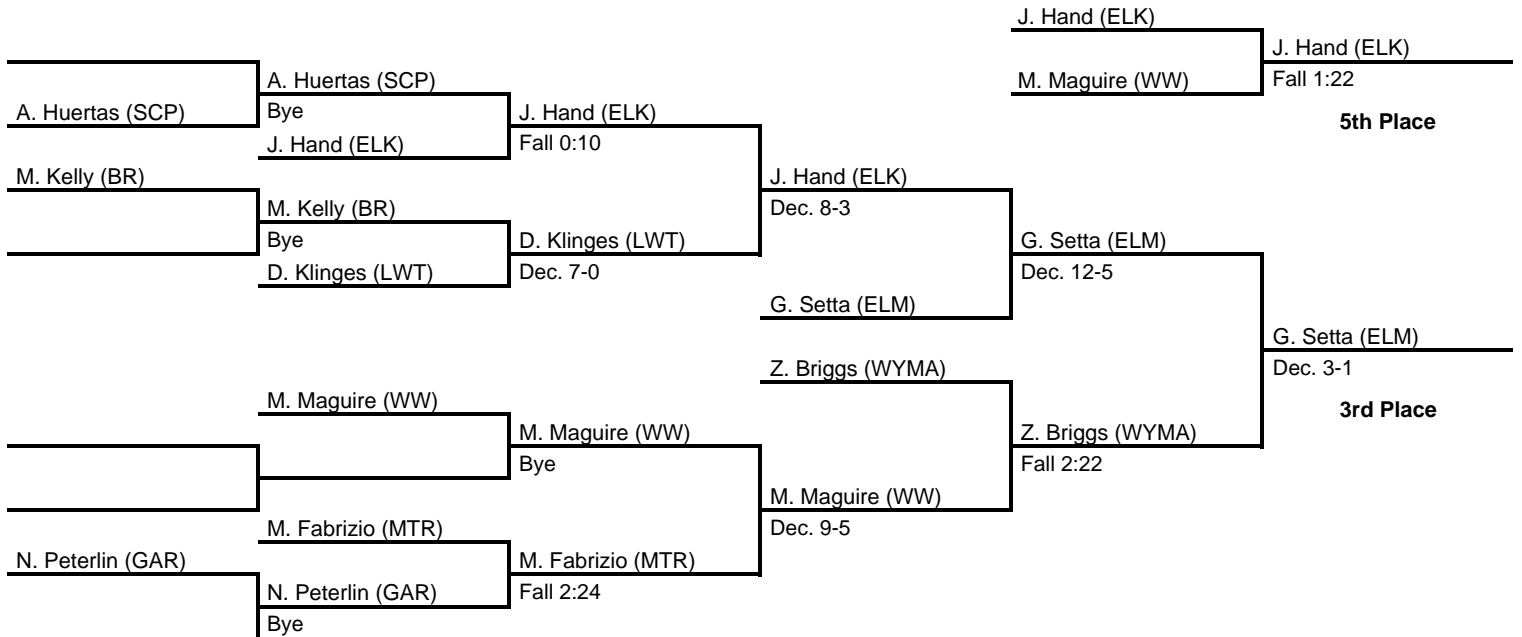 J. Hand (ELK)
J. Hand (ELK)
M. Maguire (WW)
Fall 1:22
5th Place
A. Huertas (SCP)
A. Huertas (SCP)
Bye
J. Hand (ELK)
J. Hand (ELK)
Fall 0:10
M. Kelly (BR)
J. Hand (ELK)
Dec. 8-3
M. Kelly (BR)
Bye
D. Klinges (LWT)
D. Klinges (LWT)
Dec. 7-0
G. Setta (ELM)
Dec. 12-5
G. Setta (ELM)
G. Setta (ELM)
Dec. 3-1
3rd Place
Z. Briggs (WYMA)
M. Maguire (WW)
M. Maguire (WW)
Bye
Z. Briggs (WYMA)
Fall 2:22
M. Maguire (WW)
Dec. 9-5
M. Fabrizio (MTR)
N. Peterlin (GAR)
M. Fabrizio (MTR)
Fall 2:24
N. Peterlin (GAR)
Bye